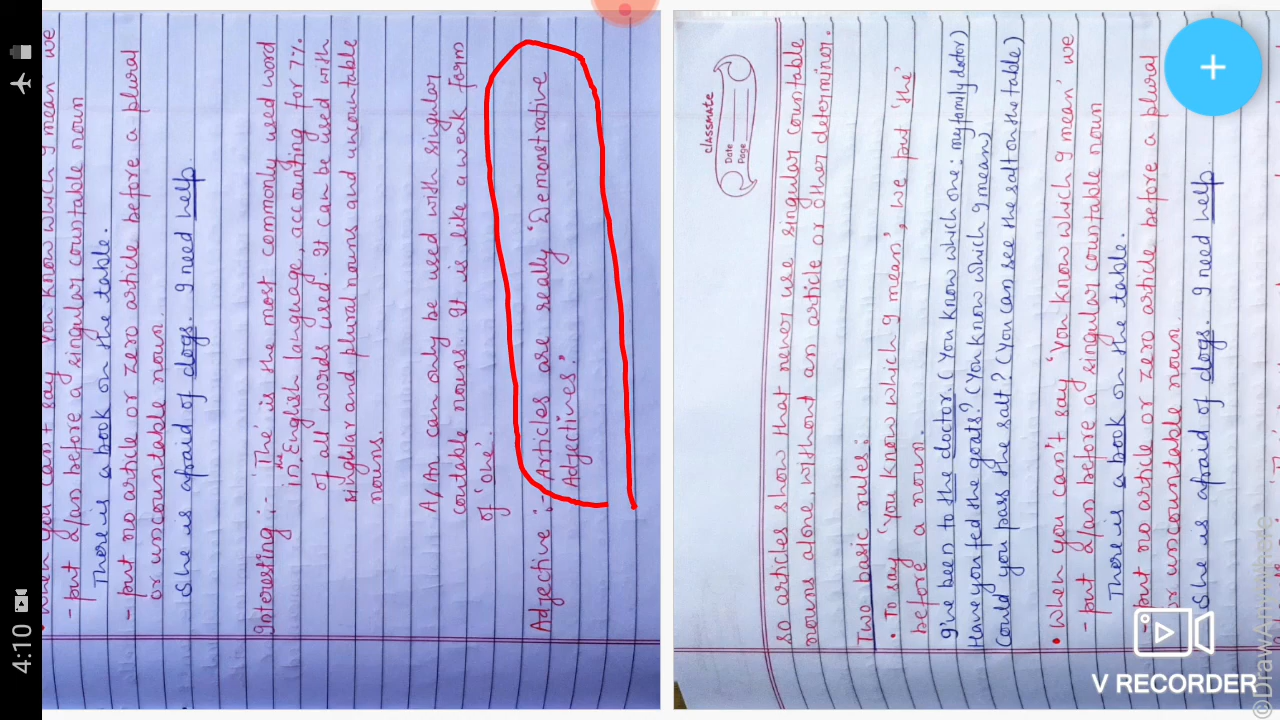 4:10
• When you can't say 'You know which I mean' we
- put a/an before a singular countable noun
There is a book on the table.
- put no article or zero article before a plural
or uncountable noun.
She is afraid of dogs. I need help.
Interesting :- 'The' is the most commonly used word
in the English language, accounting for 7%
of all words used. It can be used with
singular and plural nouns and uncountable
nouns.
A/An can only be used with singular
coutable nouns. It is like a weak form
of 'One'.
Adjective :- Articles are really 'Demonstrative
Adjectives.'
CLASSMATE
Date
Page
So articles show that never use singular countable
nouns alone, without an article or other determiner.
Two basic rules:
• To say 'You know which I mean', we put 'the'
before a noun.
I've been to the doctor. (You know which one: my family doctor)
Have you fed the goats? (You know which I mean)
Could you pass the salt? (You can see the salt on the table)
• When you can't say 'You know which I mean' we
- put a/an before a singular countable noun
There is a book on the table.
- put no article or zero article before a plural
or uncountable noun.
She is afraid of dogs. I need help.
V RECORDER